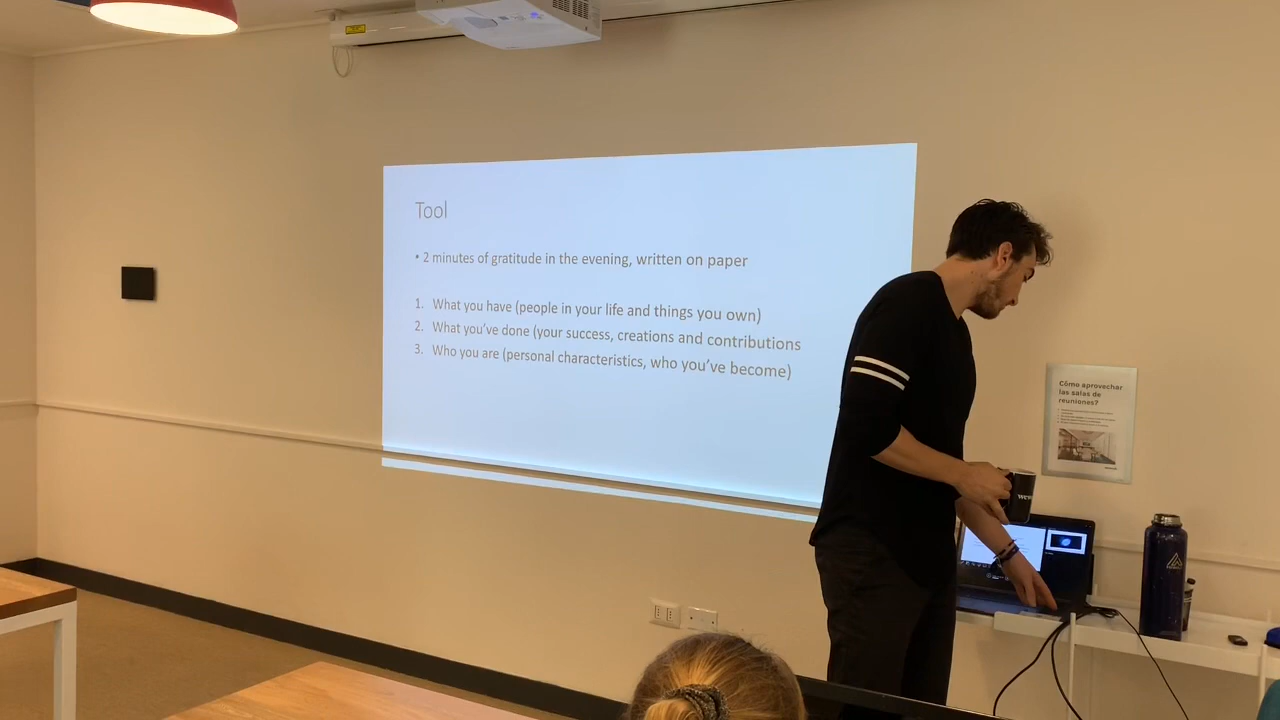 Tool
• 2 minutes of gratitude in the evening, written on paper
1. What you have (people in your life and things you own)
2. What you've done (your success, creations and contributions
3. Who you are (personal characteristics, who you've become)
Cómo aprovechar
las salas de
reuniones?